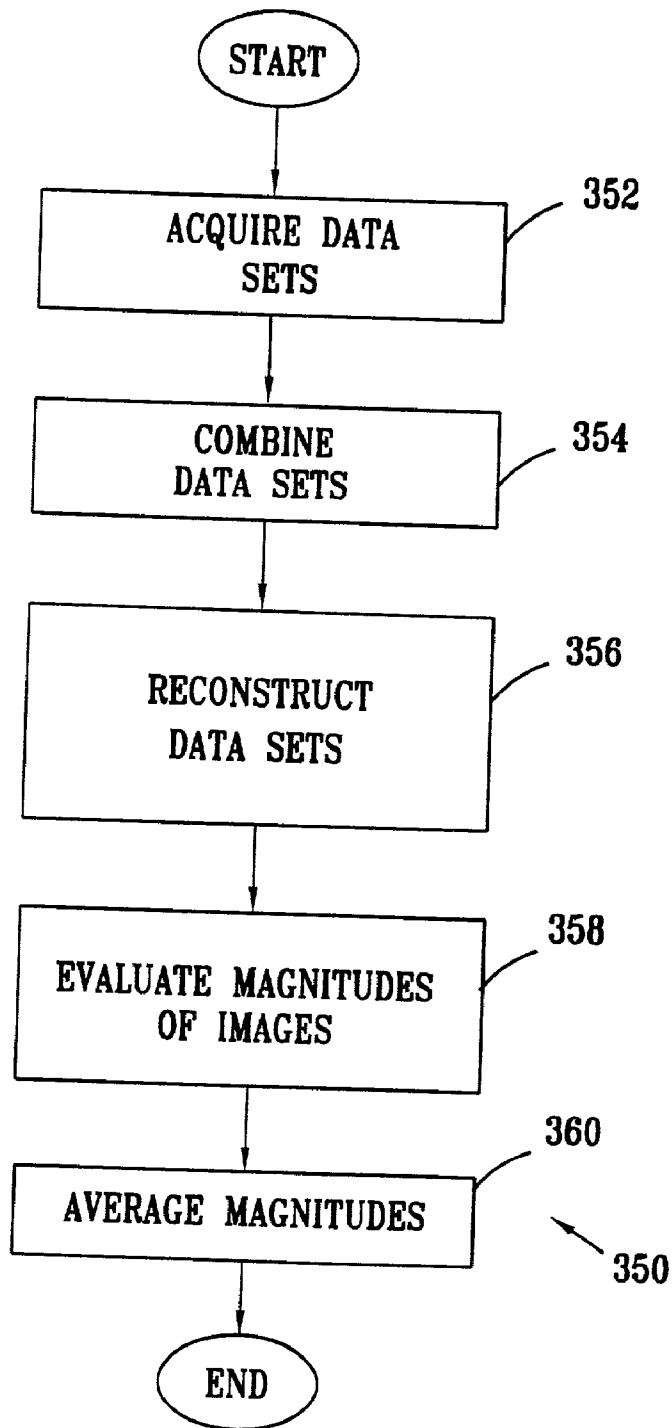 START
352
ACQUIRE DATA
SETS
354
COMBINE
DATA SETS
356
RECONSTRUCT
DATA SETS
358
EVALUATE MAGNITUDES
OF IMAGES
360
AVERAGE MAGNITUDES
350
END